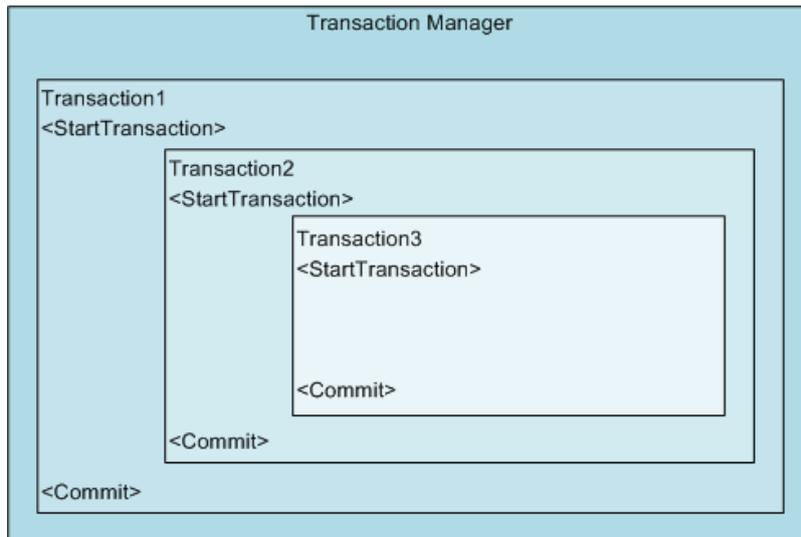 Transaction Manager
Transaction1
<StartTransaction>
Transaction2
<StartTransaction>
Transaction3
<StartTransaction>
<Commit>
<Commit>
<Commit>